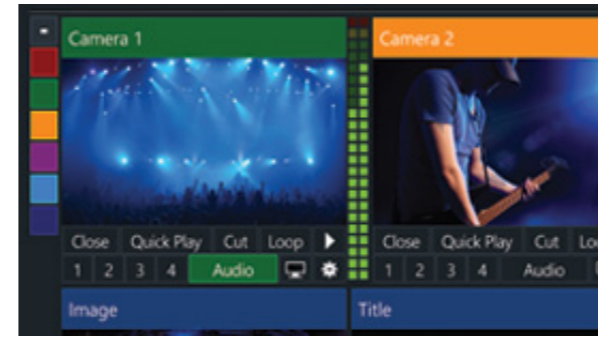 Camera 1
Camera 2
Close Quick Play Cut Loop
Close Quick Play Cut
1 2 3 4 Audio
1 2 3 4 Audio
Image
Title